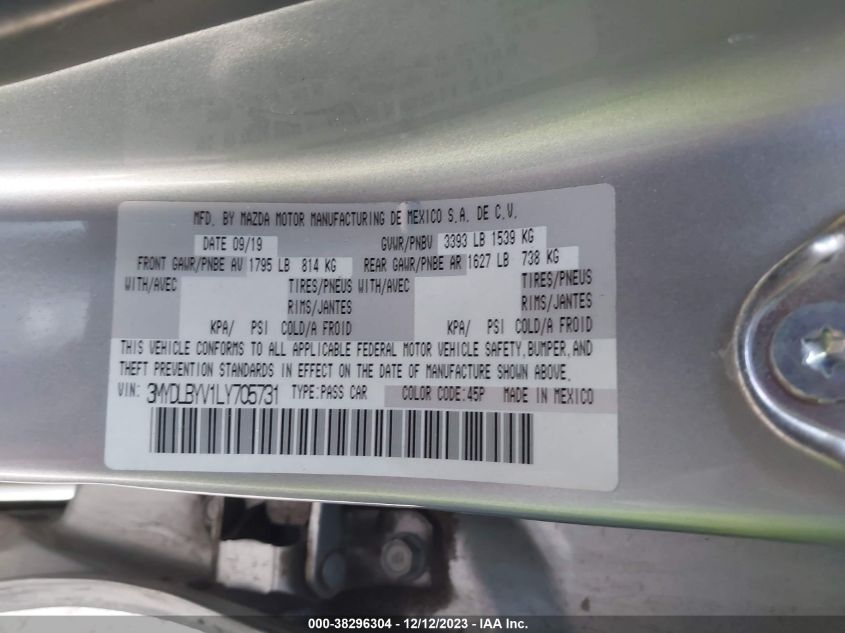 MFD. BY MAZDA MOTOR MANUFACTURING DE MEXICO S.A. DE C.V.
DATE 09/19 GVWR/PNBV 3393 LB 1539 KG
FRONT GAWR/PNBE AV 1795 LB 814 KG REAR GAWR/PNBE AR 1627 LB 738 KG
WITH/AVEC TIRES/PNEUS WITH/AVEC TIRES/PNEUS
RIMS/JANTES RIMS/JANTES
KPA/ PSI COLD/A FROID KPA/ PSI COLD/A FROID
THIS VEHICLE CONFORMS TO ALL APPLICABLE FEDERAL MOTOR VEHICLE SAFETY, BUMPER, AND
THEFT PREVENTION STANDARDS IN EFFECT ON THE DATE OF MANUFACTURE SHOWN ABOVE.
VIN: 3MYDLBYV1LY705731 TYPE:PASS CAR COLOR CODE:45P MADE IN MEXICO
000-38296304 - 12/12/2023 - IAA Inc.